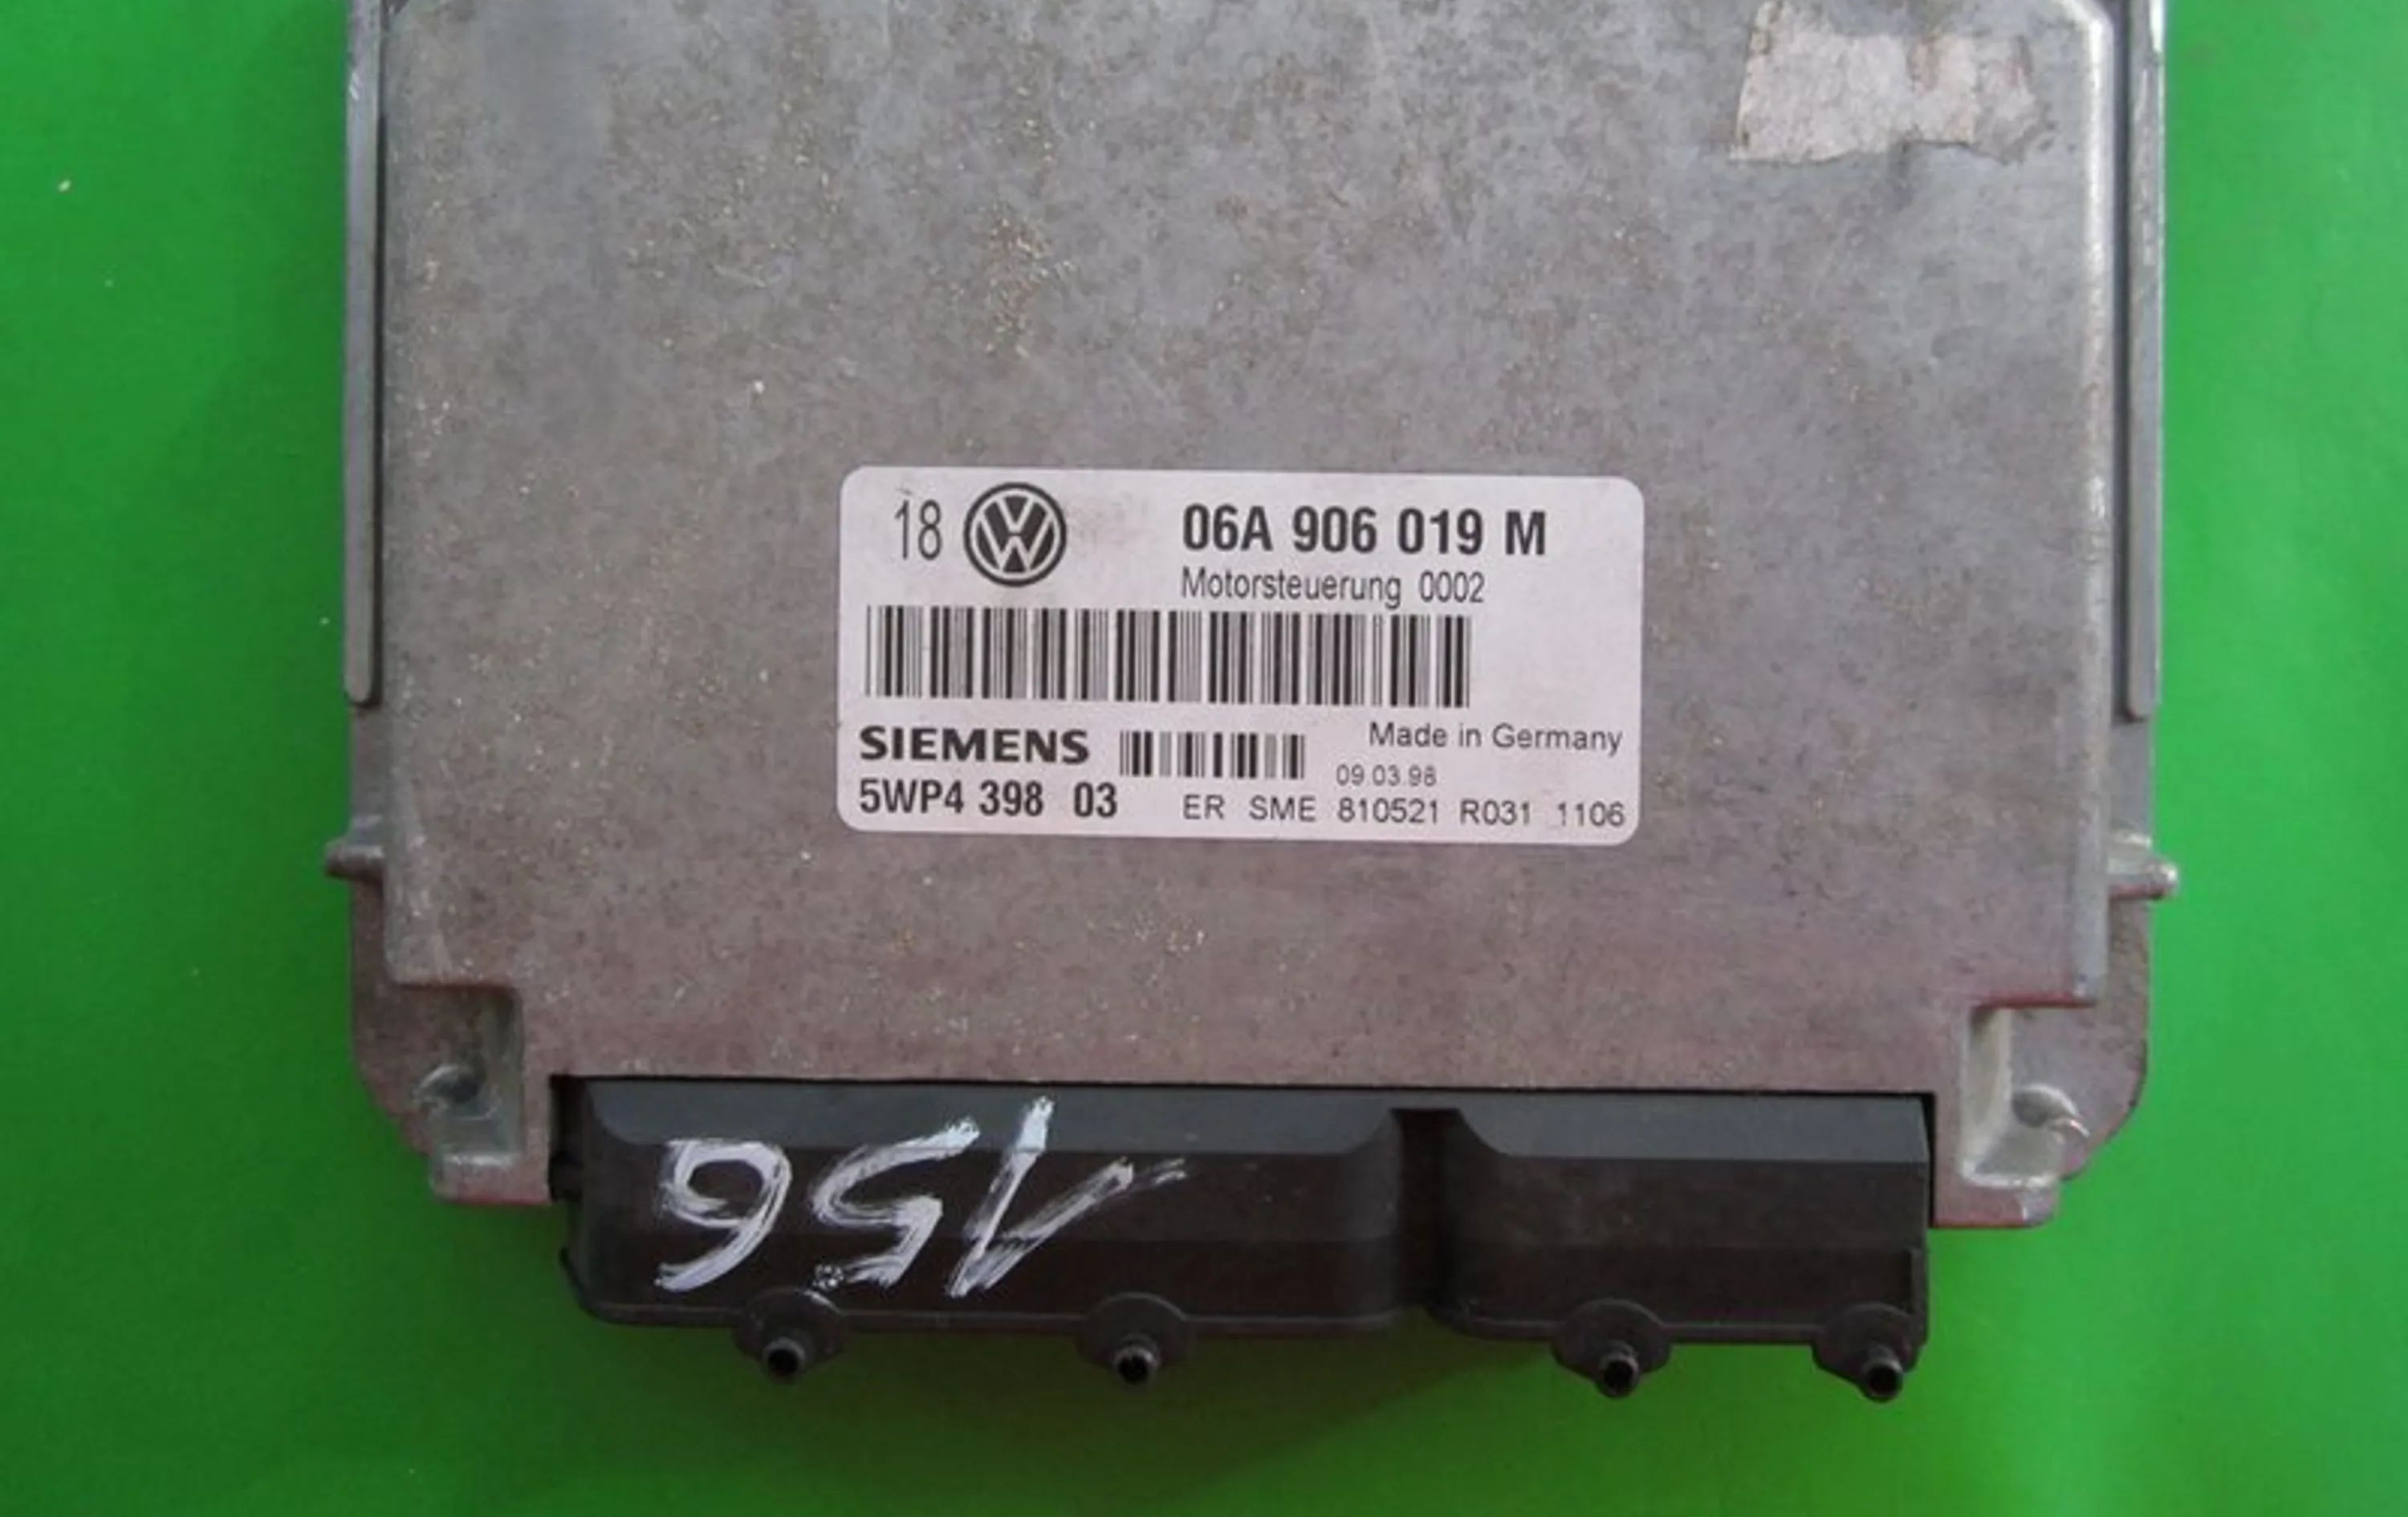 18 VW 06A 906 019 M
Motorsteuerung 0002
SIEMENS Made in Germany
09 03 98
5WP4 398 03 ER SME 810521 R031 1106
156